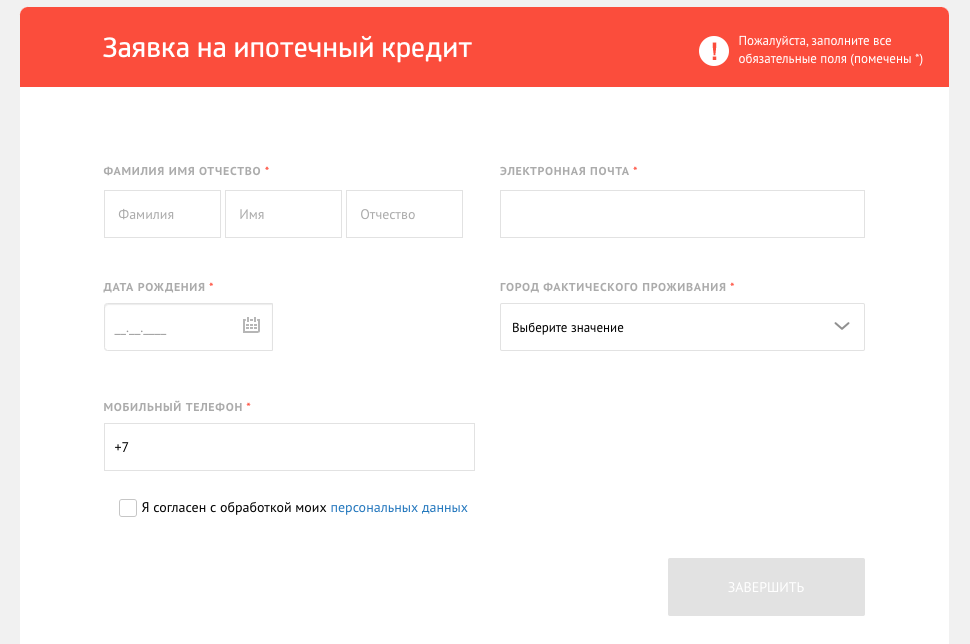 Заявка на ипотечный кредит
!
Пожалуйста, заполните все
обязательные поля (помечены *)
ФАМИЛИЯ ИМЯ ОТЧЕСТВО *
Фамилия
Имя
Отчество
ЭЛЕКТРОННАЯ ПОЧТА *
ДАТА РОЖДЕНИЯ *
__.__.____
ГОРОД ФАКТИЧЕСКОГО ПРОЖИВАНИЯ *
Выберите значение
МОБИЛЬНЫЙ ТЕЛЕФОН *
+7
Я согласен с обработкой моих персональных данных
ЗАВЕРШИТЬ